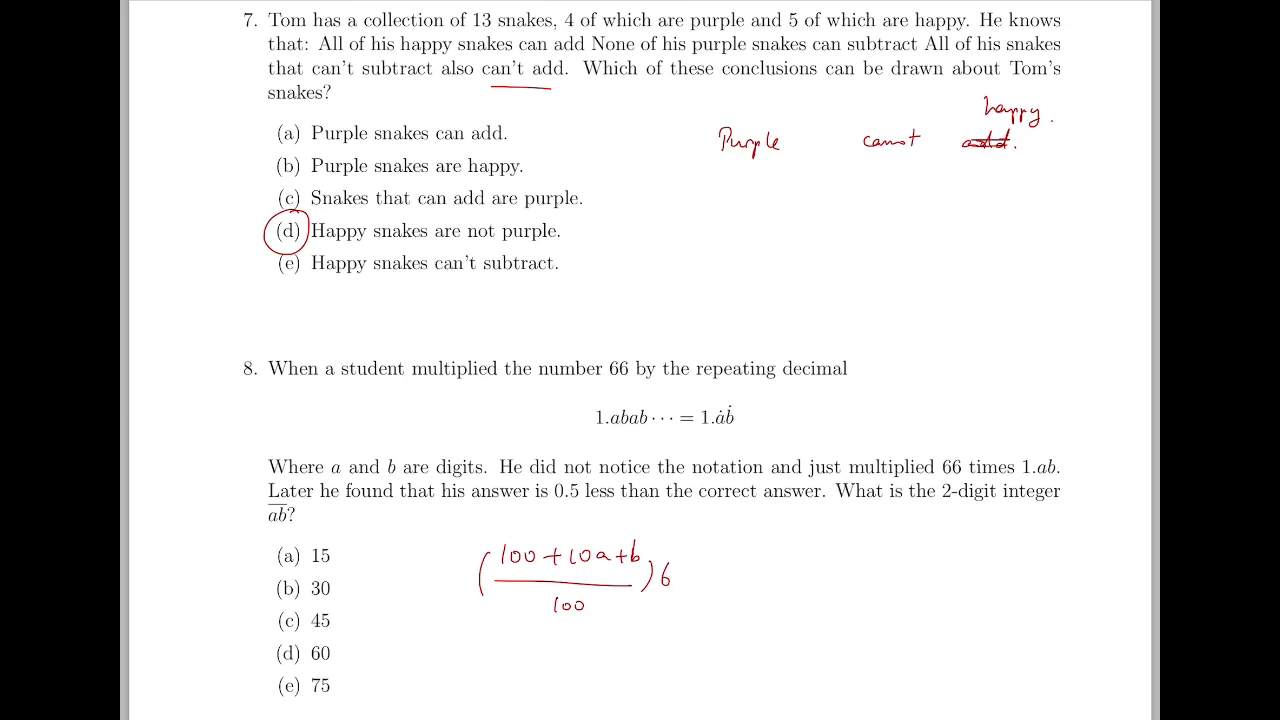 7. Tom has a collection of 13 snakes, 4 of which are purple and 5 of which are happy. He knows
that: All of his happy snakes can add None of his purple snakes can subtract All of his snakes
that can't subtract also can't add. Which of these conclusions can be drawn about Tom's
snakes?
happy.
(a) Purple snakes can add.
Purple cannot add.
(b) Purple snakes are happy.
(c) Snakes that can add are purple.
(d) Happy snakes are not purple.
(e) Happy snakes can't subtract.
8. When a student multiplied the number 66 by the repeating decimal
1.abab⋯ = 1.ȧḃ
Where a and b are digits. He did not notice the notation and just multiplied 66 times 1.ab.
Later he found that his answer is 0.5 less than the correct answer. What is the 2-digit integer
a̅b̅?
(a) 15
(100+10a+b
100
)6
(b) 30
(c) 45
(d) 60
(e) 75